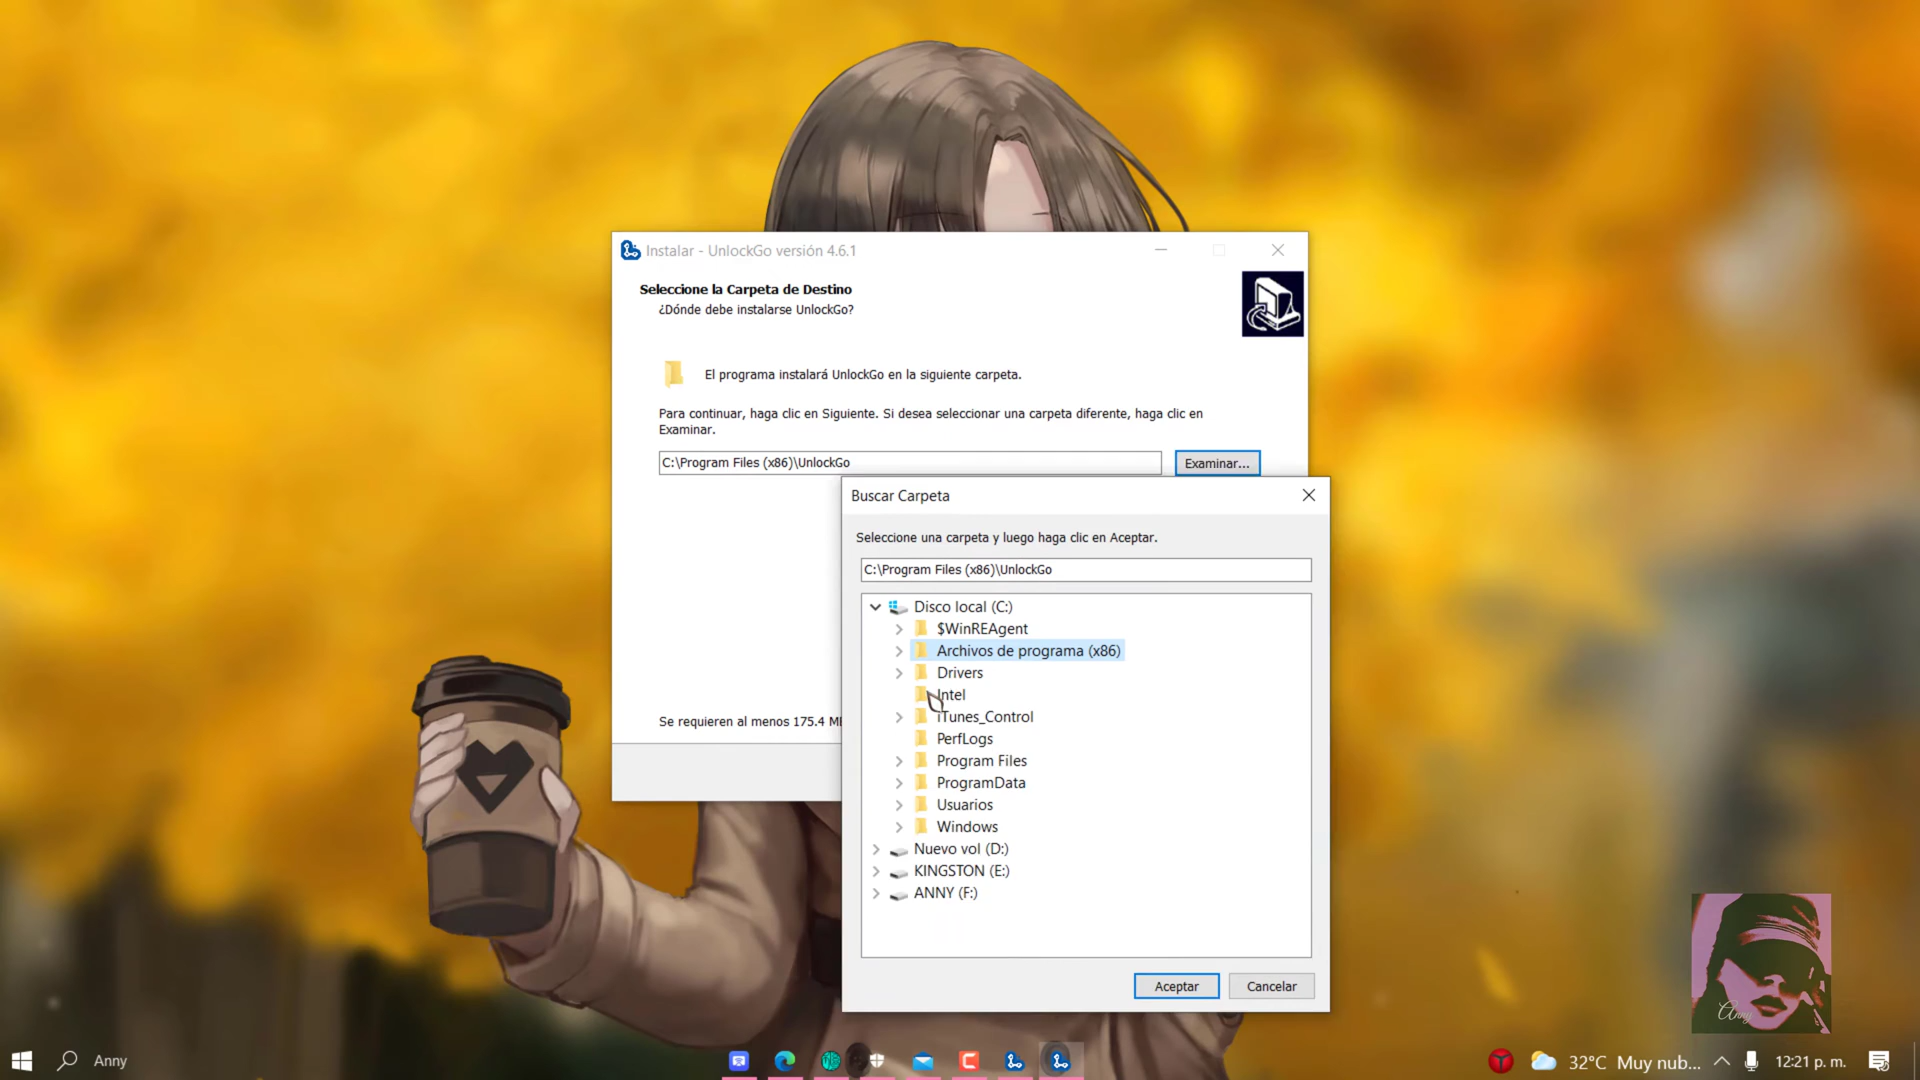 Instalar - UnlockGo versión 4.6.1
Seleccione la Carpeta de Destino
¿Dónde debe instalarse UnlockGo?
El programa instalará UnlockGo en la siguiente carpeta.
Para continuar, haga clic en Siguiente. Si desea seleccionar una carpeta diferente, haga clic en
Examinar.
C:\Program Files (x86)\UnlockGo
Examinar...
Se requieren al menos 175.4
Buscar Carpeta
Seleccione una carpeta y luego haga clic en Aceptar.
C:\Program Files (x86)\UnlockGo
Disco local (C:)
$WinREAgent
Archivos de programa (x86)
Drivers
Intel
iTunes_Control
PerfLogs
Program Files
ProgramData
Usuarios
Windows
Nuevo vol (D:)
KINGSTON (E:)
ANNY (F:)
Aceptar
Cancelar
Anny
Anny
32°C Muy nub...
12:21 p. m.